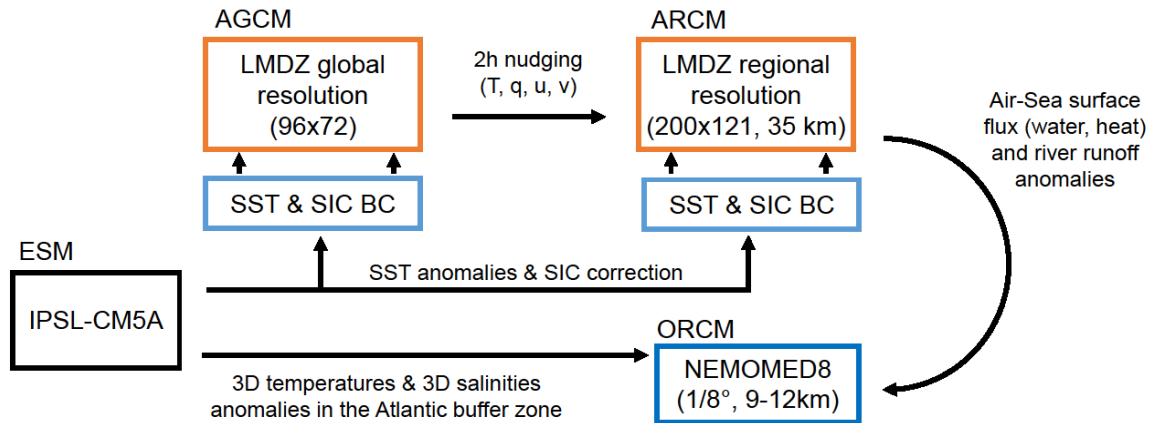 AGCM
LMDZ global
resolution
(96x72)
2h nudging
(T, q, u, v)
ARCM
LMDZ regional
resolution
(200x121, 35 km)
Air-Sea surface
flux (water, heat)
and river runoff
anomalies
SST & SIC BC
SST & SIC BC
ESM
IPSL-CM5A
SST anomalies & SIC correction
ORCM
NEMOMED8
(1/8°, 9-12km)
3D temperatures & 3D salinities
anomalies in the Atlantic buffer zone